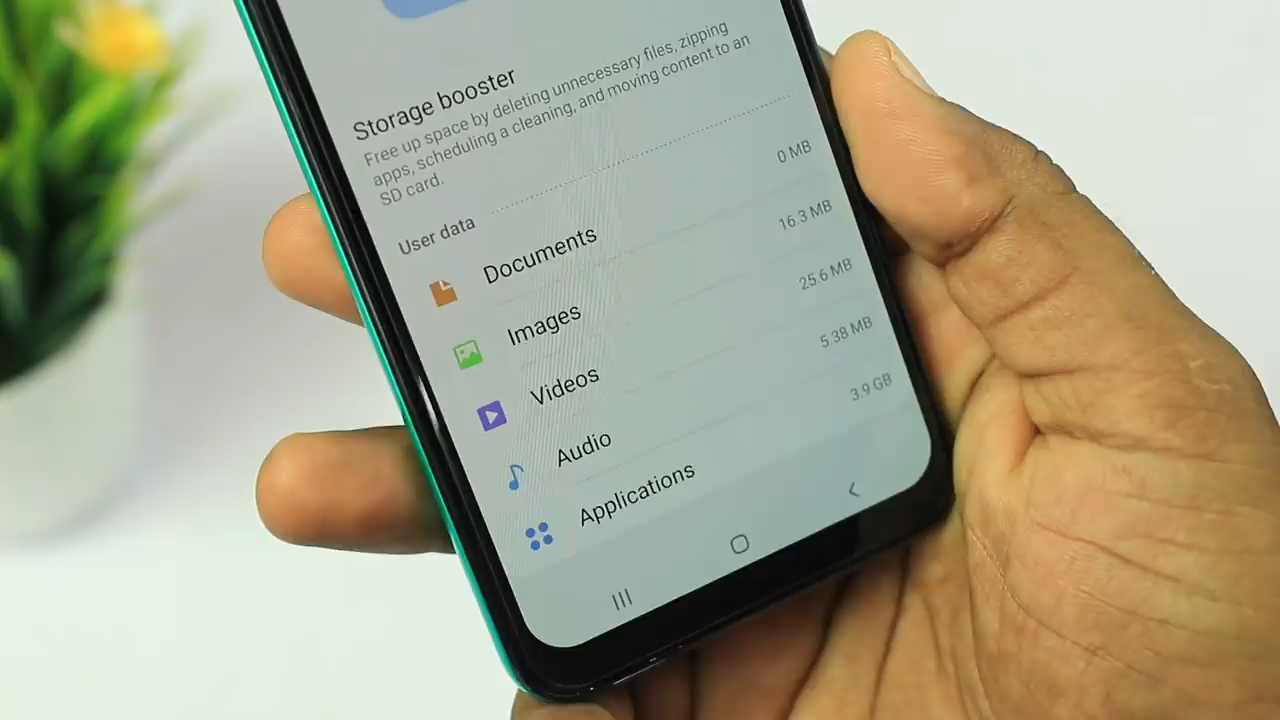 Storage booster
Free up space by deleting unnecessary files, zipping
apps, scheduling a cleaning, and moving content to an
SD card.
User data
Documents 0 MB
Images 16.3 MB
Videos 25.6 MB
Audio 5.38 MB
Applications 3.9 GB